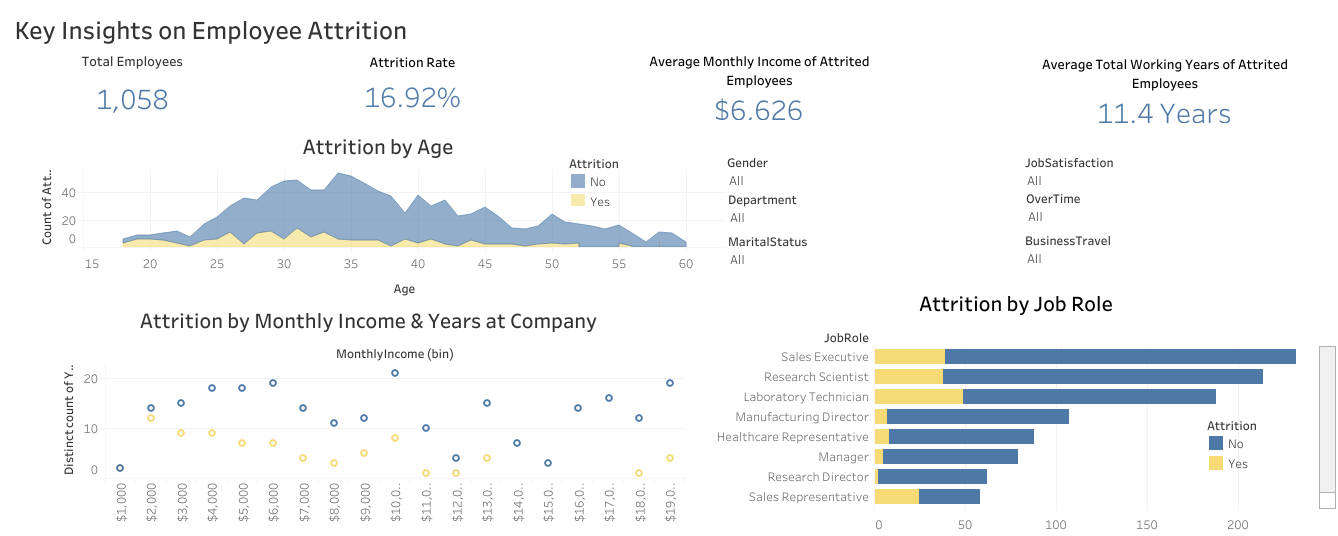 Key Insights on Employee Attrition
Total Employees
1,058
Attrition Rate
16.92%
Average Monthly Income of Attrited
Employees
$6.626
Average Total Working Years of Attrited
Employees
11.4 Years
Attrition by Age
Count of Att..
40
20
0
15 20 25 30 35 40 45 50 55 60
Age
Attrition
No
Yes
Gender
All
Department
All
MaritalStatus
All
JobSatisfaction
All
OverTime
All
BusinessTravel
All
Attrition by Monthly Income & Years at Company
MonthlyIncome (bin)
Distinct count of Y..
20
10
0
$1,000 $2,000 $3,000 $4,000 $5,000 $6,000 $7,000 $8,000 $9,000 $10,0.. $11,0.. $12,0.. $13,0.. $14,0.. $15,0.. $16,0.. $17,0.. $18,0.. $19,0..
Attrition by Job Role
JobRole
Sales Executive
Research Scientist
Laboratory Technician
Manufacturing Director
Healthcare Representative
Manager
Research Director
Sales Representative
0 50 100 150 200
Attrition
No
Yes